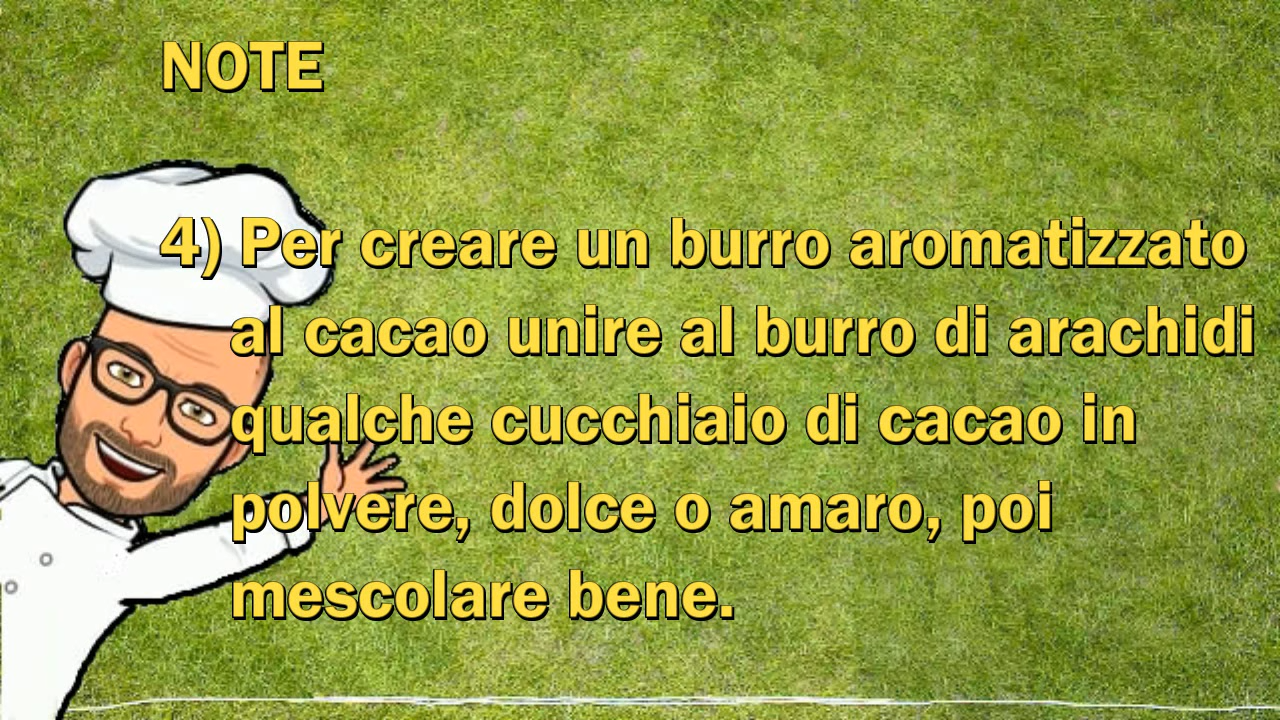 NOTE
4) Per creare un burro aromatizzato
al cacao unire al burro di arachidi
qualche cucchiaio di cacao in
polvere, dolce o amaro, poi
mescolare bene.